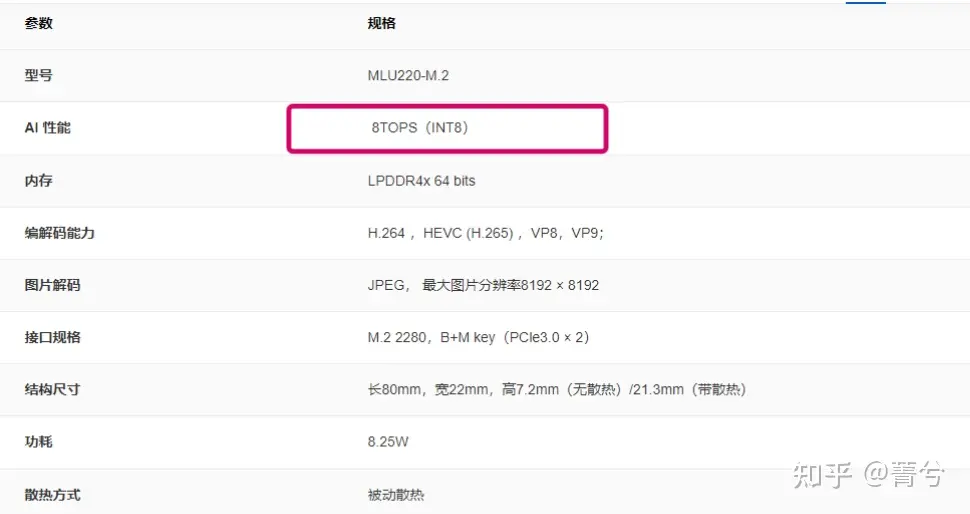 参数 规格
型号 MLU220-M.2
AI 性能 8TOPS（INT8）
内存 LPDDR4x 64 bits
编解码能力 H.264 ，HEVC (H.265) ，VP8，VP9；
图片解码 JPEG， 最大图片分辨率8192 × 8192
接口规格 M.2 2280，B+M key（PCIe3.0 × 2）
结构尺寸 长80mm，宽22mm，高7.2mm（无散热）/21.3mm（带散热）
功耗 8.25W
散热方式 被动散热
知乎 @菁兮